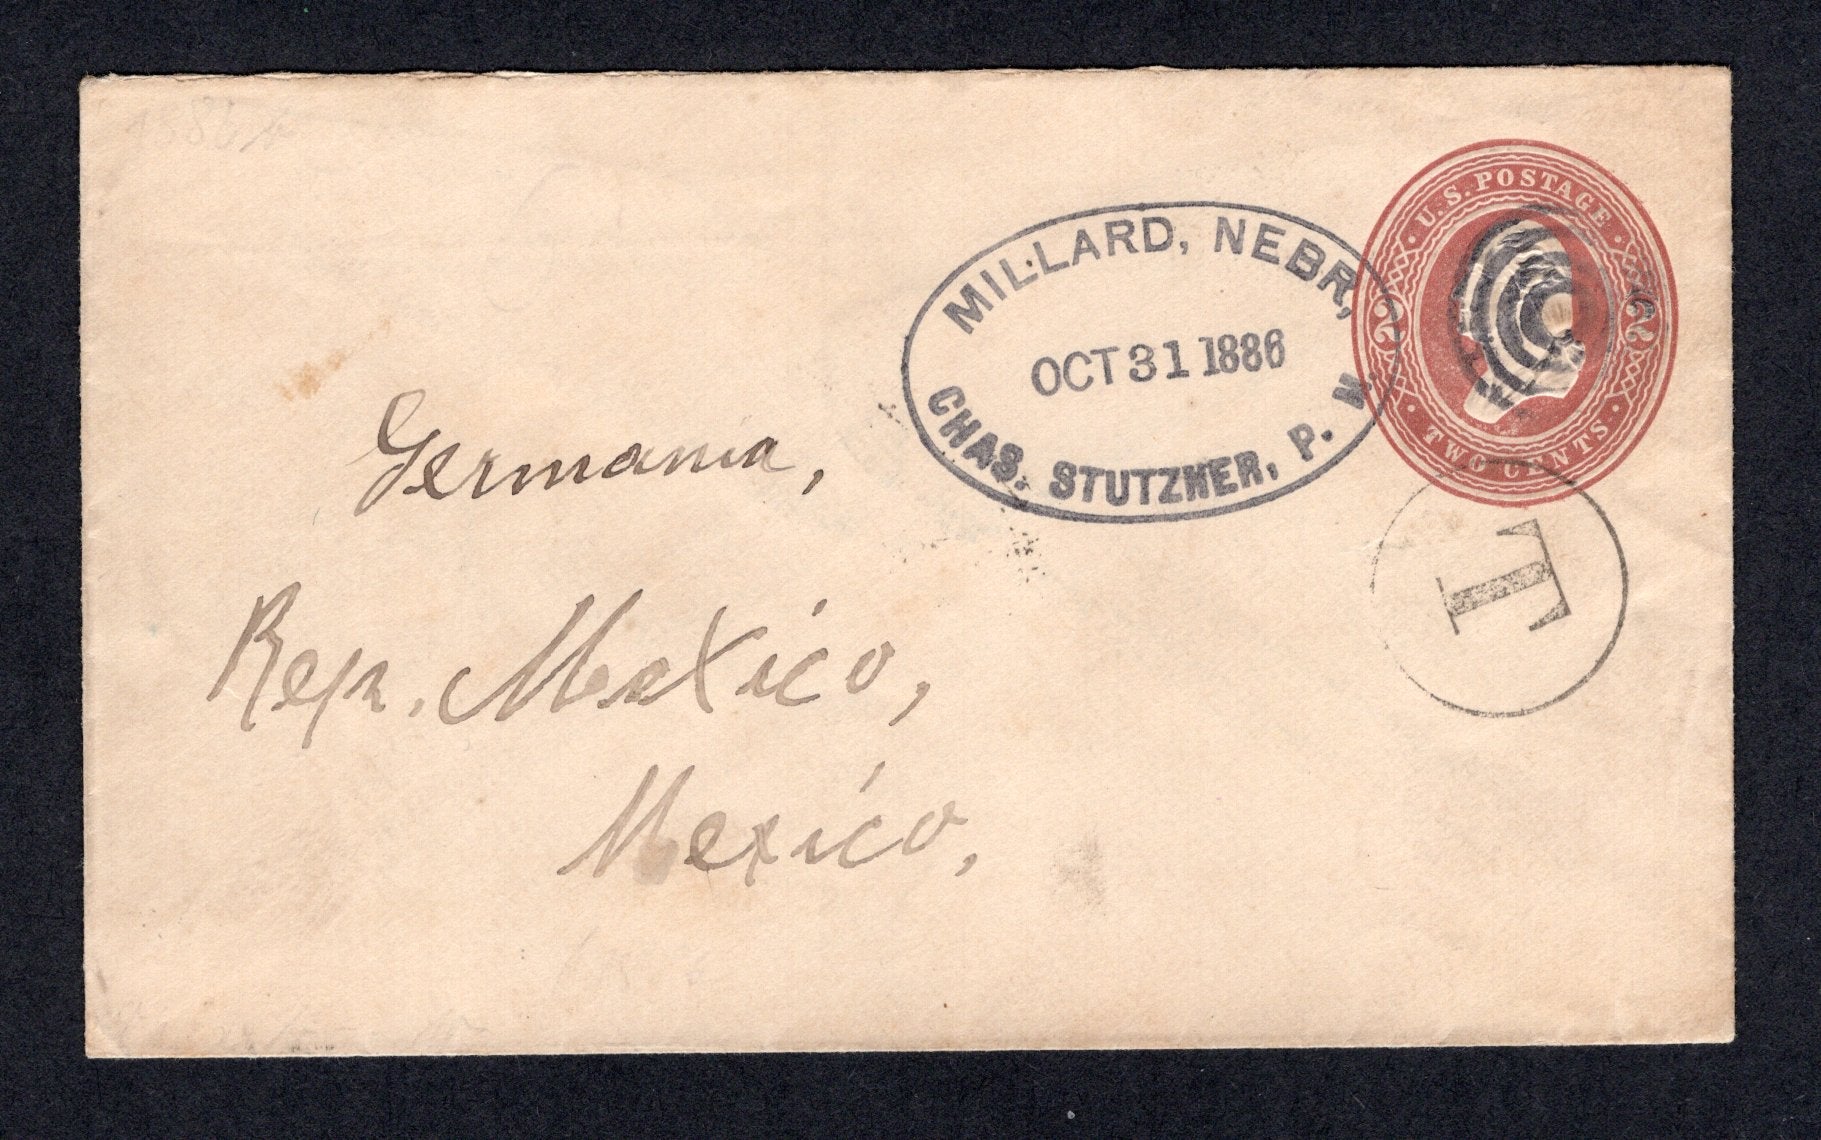 U.S. POSTAGE
2 2
TWO CENTS
MILLARD, NEBR,
OCT 31 1886
CHAS. STUTZNER, P. M.
T
Germania,
Rep. Mexico,
Mexico,